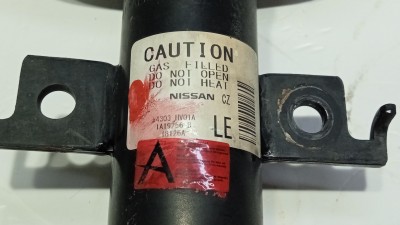 CAUTION
GAS FILLED
DO NOT OPEN
DO NOT HEAT
NISSAN CZ
LE
A